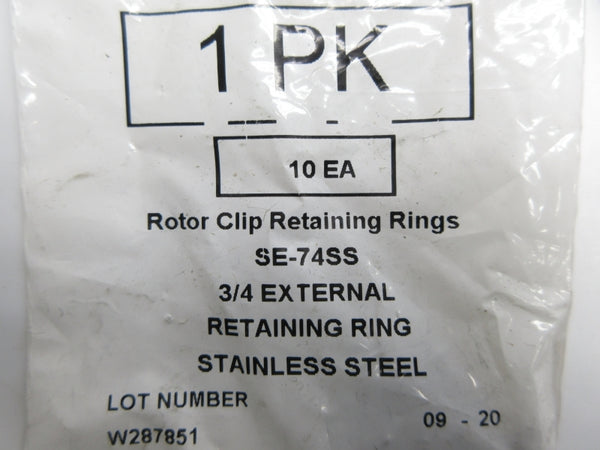 1 PK
10 EA
Rotor Clip Retaining Rings
SE-74SS
3/4 EXTERNAL
RETAINING RING
STAINLESS STEEL
LOT NUMBER
09 - 20
W287851